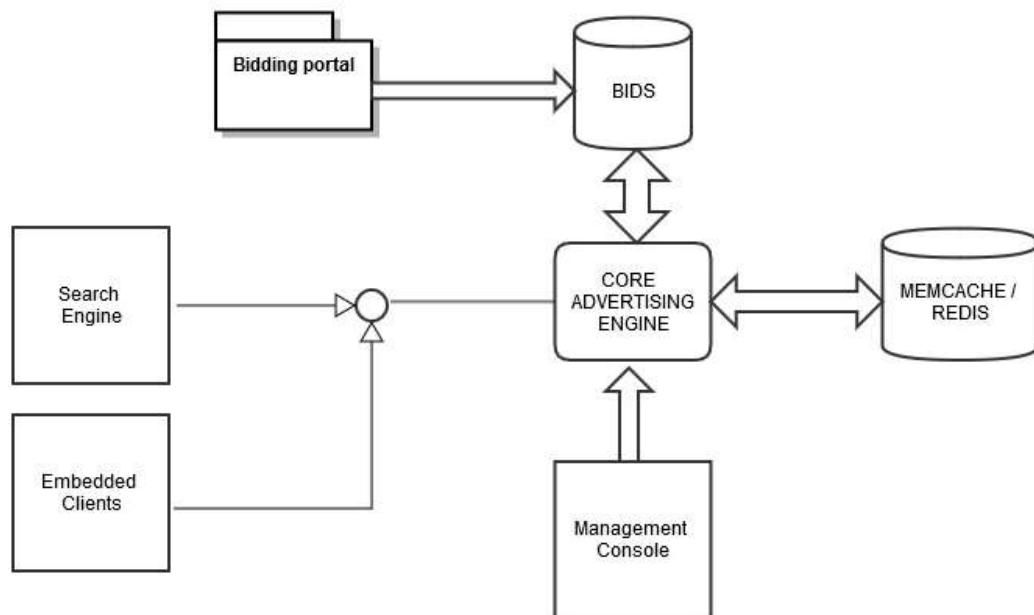 Bidding portal
BIDS
Search
Engine
CORE
ADVERTISING
ENGINE
MEMCACHE /
REDIS
Embedded
Clients
Management
Console